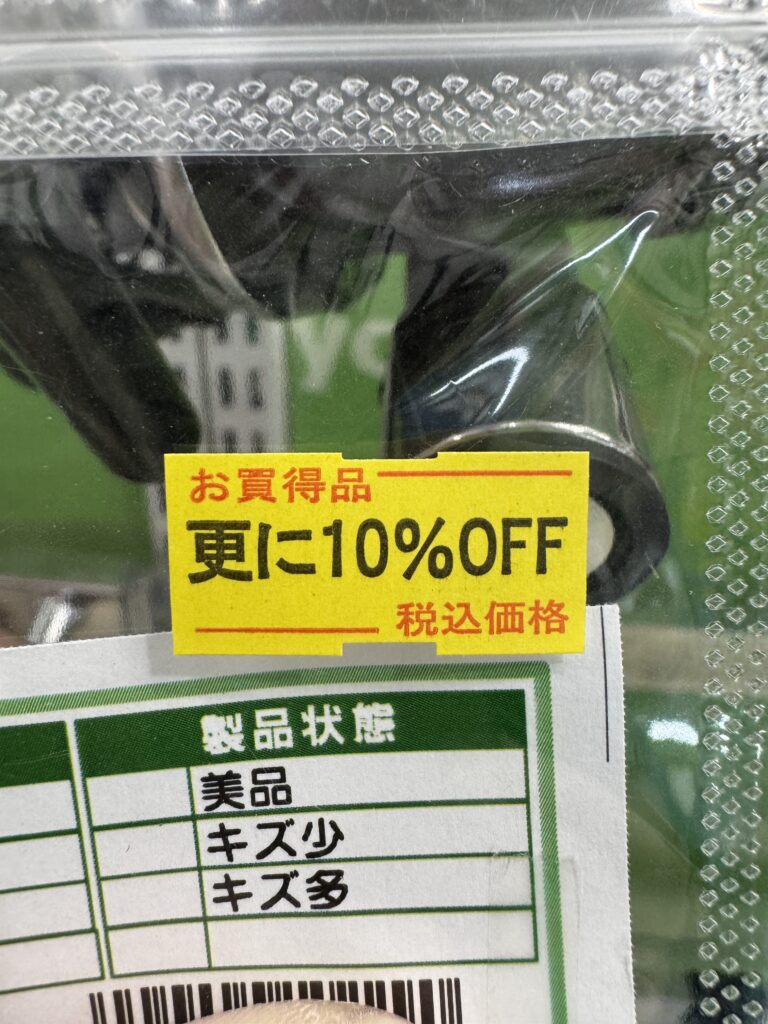 お買得品
更に10%OFF
税込価格
製品状態
美品
キズ少
キズ多